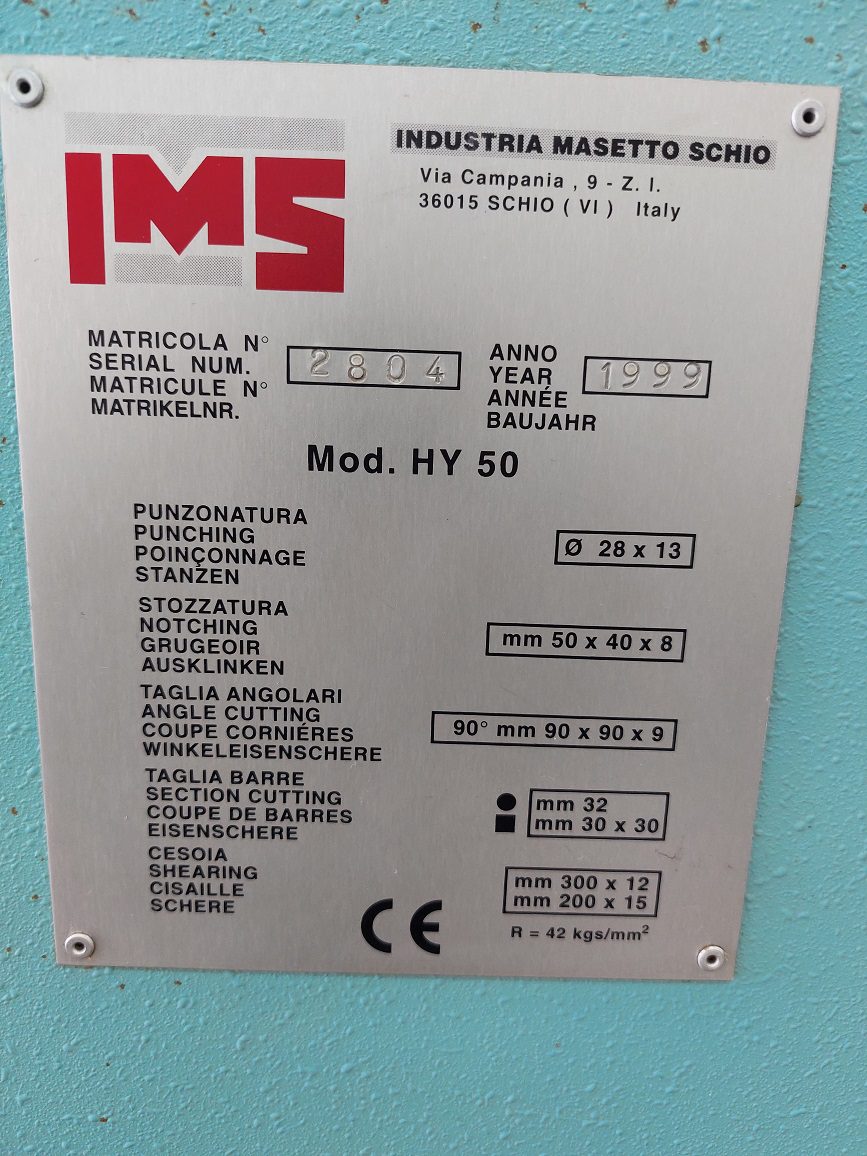 IMS
INDUSTRIA MASETTO SCHIO
Via Campania , 9 - Z. I.
36015 SCHIO ( VI ) Italy
MATRICOLA N°
SERIAL NUM.
MATRICULE N°
MATRIKELNR.
2804
ANNO
YEAR
ANNÉE
BAUJAHR
1999
Mod. HY 50
PUNZONATURA
PUNCHING
POINÇONNAGE
STANZEN
Ø 28 x 13
STOZZATURA
NOTCHING
GRUGEOIR
AUSKLINKEN
mm 50 x 40 x 8
TAGLIA ANGOLARI
ANGLE CUTTING
COUPE CORNIÉRES
WINKELEISENSCHERE
90° mm 90 x 90 x 9
TAGLIA BARRE
SECTION CUTTING
COUPE DE BARRES
EISENSCHERE
● mm 32
■ mm 30 x 30
CESOIA
SHEARING
CISAILLE
SCHERE
mm 300 x 12
mm 200 x 15
CE
R = 42 kgs/mm²